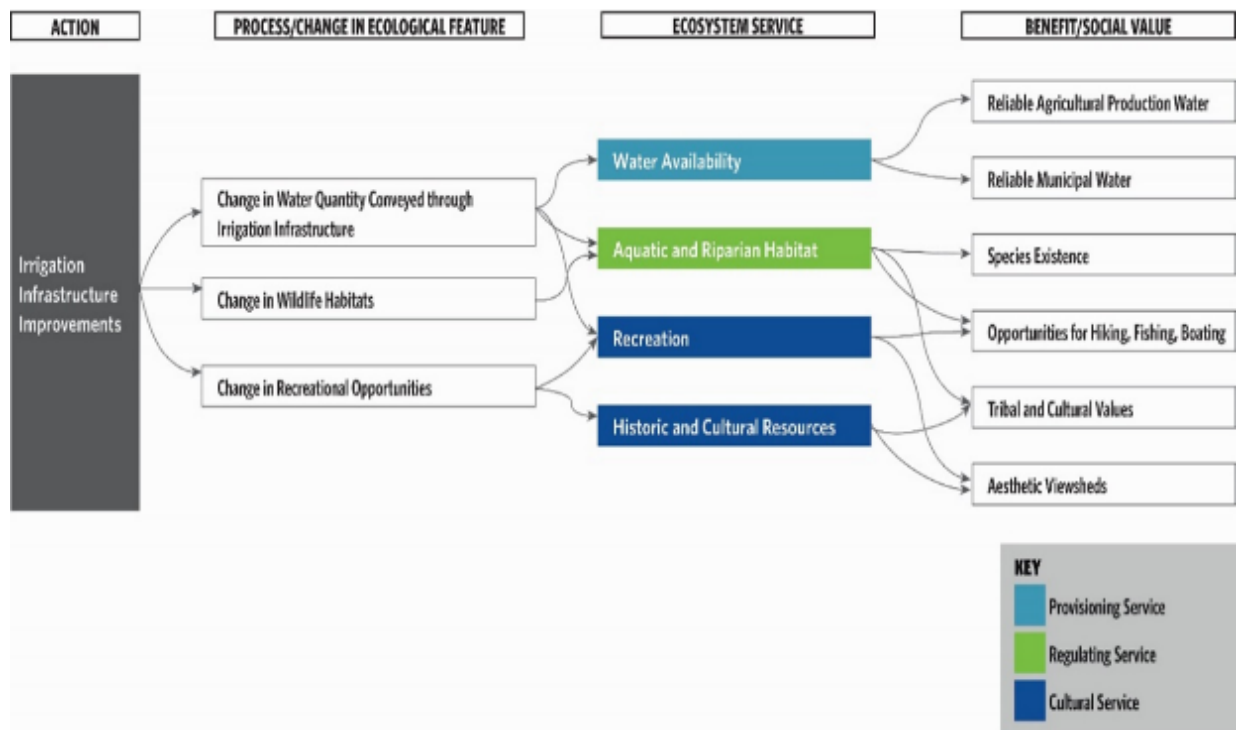 ACTION
PROCESS/CHANGE IN ECOLOGICAL FEATURE
ECOSYSTEM SERVICE
BENEFIT/SOCIAL VALUE
Irrigation
Infrastructure
Improvements
Change in Water Quantity Conveyed through
Irrigation Infrastructure
Change in Wildlife Habitats
Change in Recreational Opportunities
Water Availability
Aquatic and Riparian Habitat
Recreation
Historic and Cultural Resources
Reliable Agricultural Production Water
Reliable Municipal Water
Species Existence
Opportunities for Hiking, Fishing, Boating
Tribal and Cultural Values
Aesthetic Viewsheds
KEY
Provisioning Service
Regulating Service
Cultural Service